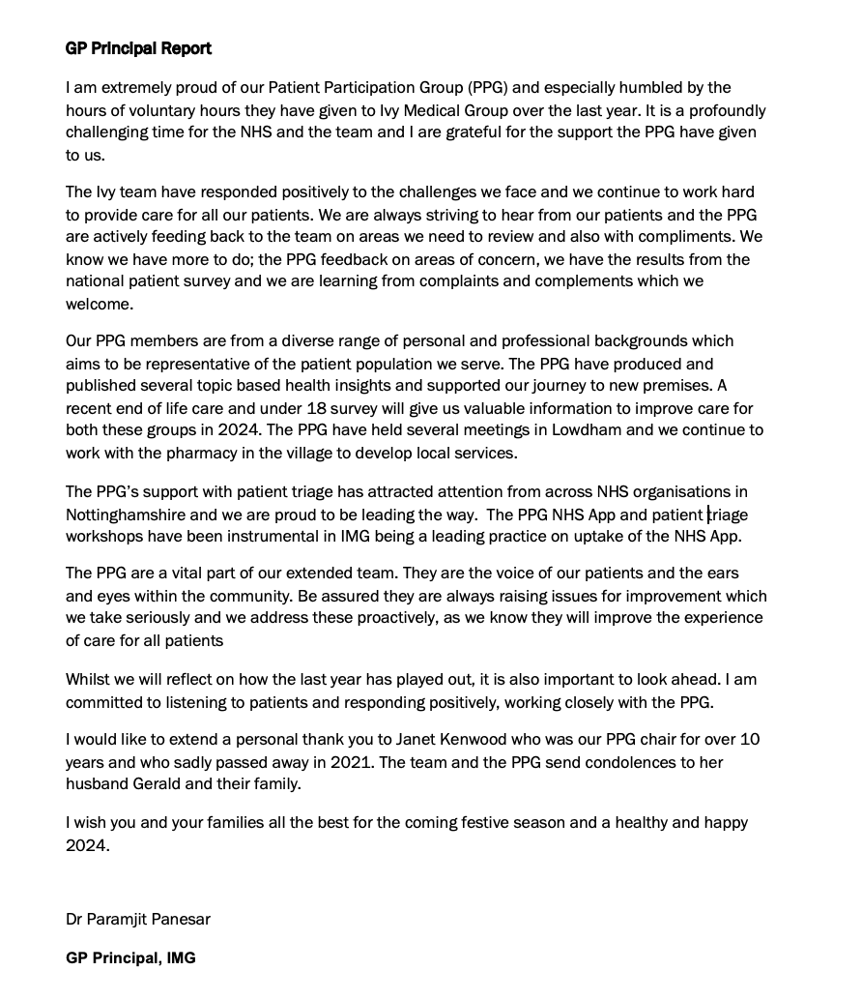 GP Principal Report
I am extremely proud of our Patient Participation Group (PPG) and especially humbled by the
hours of voluntary hours they have given to Ivy Medical Group over the last year. It is a profoundly
challenging time for the NHS and the team and I are grateful for the support the PPG have given
to us.
The Ivy team have responded positively to the challenges we face and we continue to work hard
to provide care for all our patients. We are always striving to hear from our patients and the PPG
are actively feeding back to the team on areas we need to review and also with compliments. We
know we have more to do; the PPG feedback on areas of concern, we have the results from the
national patient survey and we are learning from complaints and complements which we
welcome.
Our PPG members are from a diverse range of personal and professional backgrounds which
aims to be representative of the patient population we serve. The PPG have produced and
published several topic based health insights and supported our journey to new premises. A
recent end of life care and under 18 survey will give us valuable information to improve care for
both these groups in 2024. The PPG have held several meetings in Lowdham and we continue to
work with the pharmacy in the village to develop local services.
The PPG's support with patient triage has attracted attention from across NHS organisations in
Nottinghamshire and we are proud to be leading the way.  The PPG NHS App and patient triage
workshops have been instrumental in IMG being a leading practice on uptake of the NHS App.
The PPG are a vital part of our extended team. They are the voice of our patients and the ears
and eyes within the community. Be assured they are always raising issues for improvement which
we take seriously and we address these proactively, as we know they will improve the experience
of care for all patients
Whilst we will reflect on how the last year has played out, it is also important to look ahead. I am
committed to listening to patients and responding positively, working closely with the PPG.
I would like to extend a personal thank you to Janet Kenwood who was our PPG chair for over 10
years and who sadly passed away in 2021. The team and the PPG send condolences to her
husband Gerald and their family.
I wish you and your families all the best for the coming festive season and a healthy and happy
2024.
Dr Paramjit Panesar
GP Principal, IMG